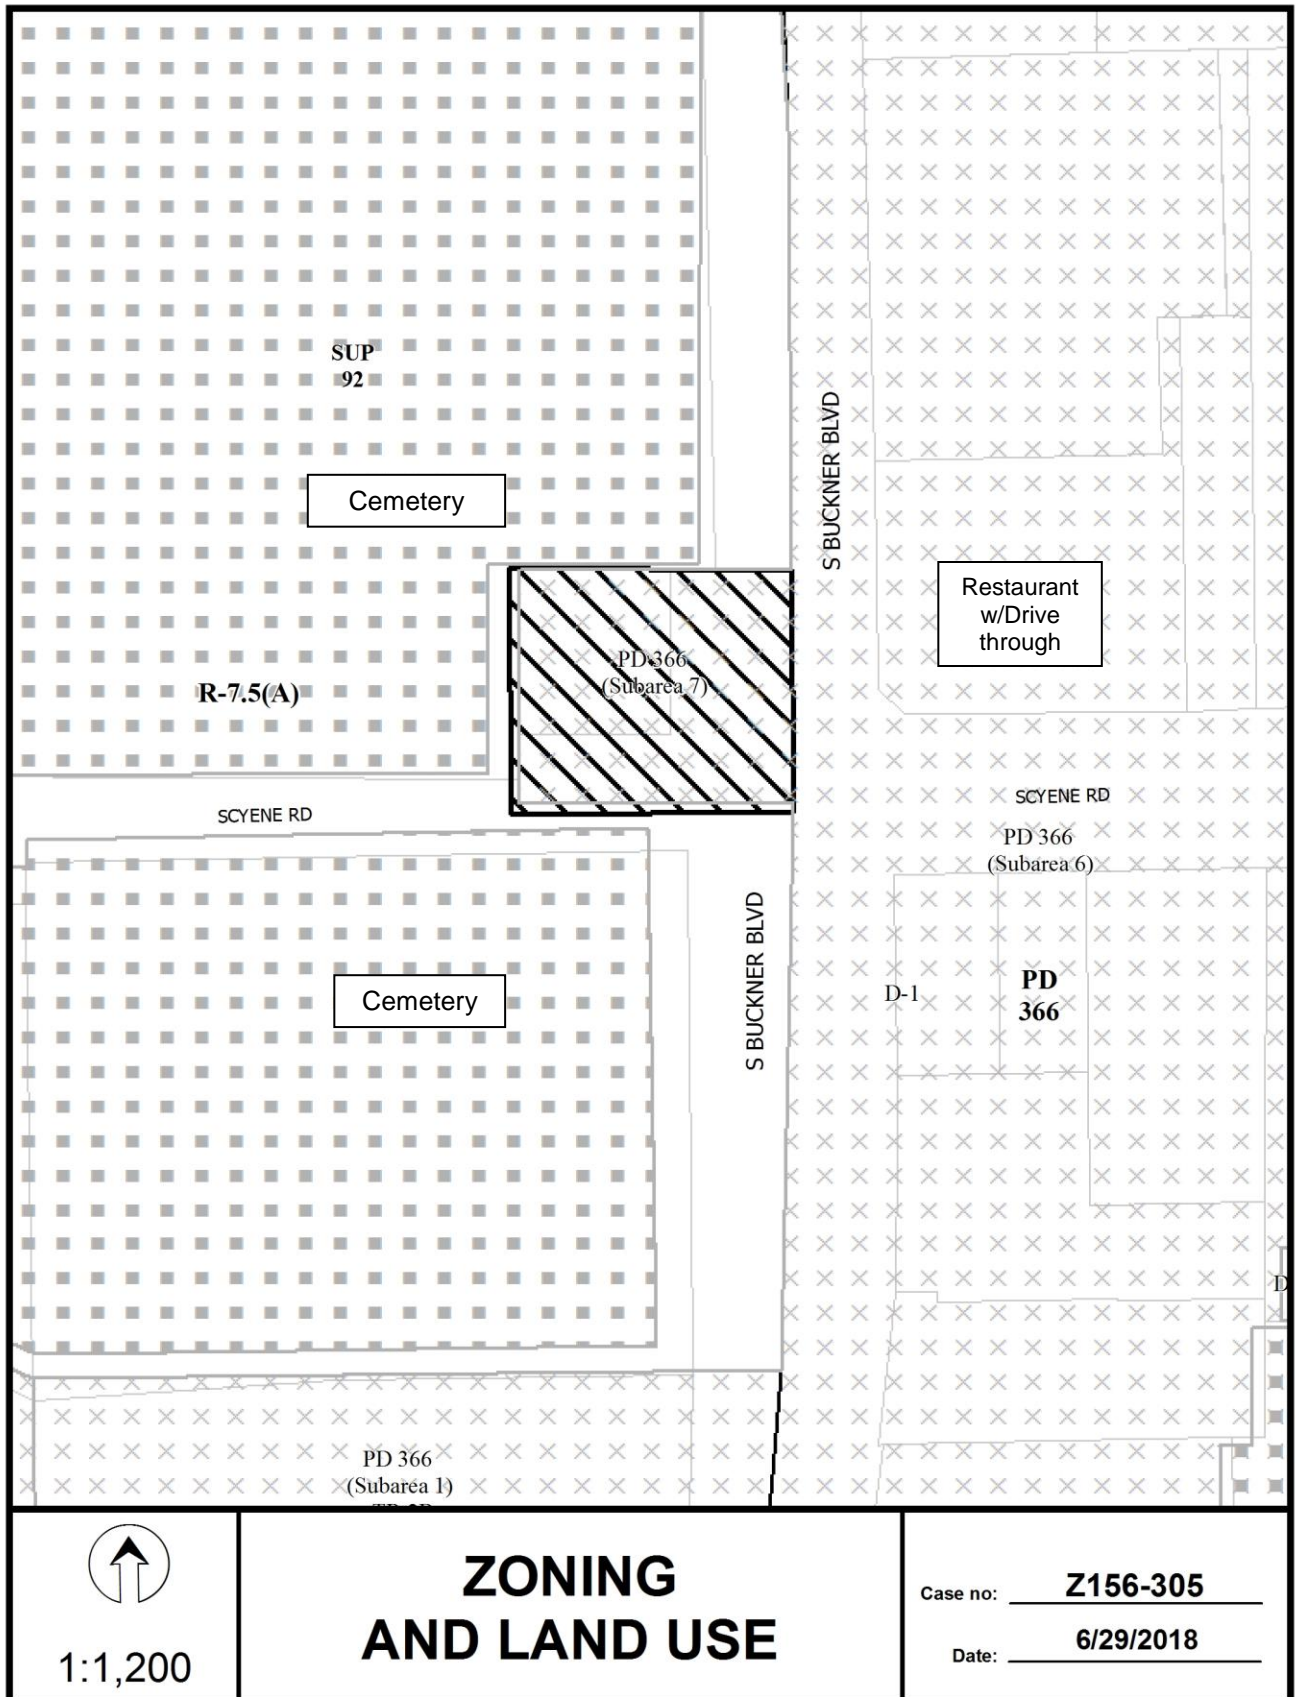 SUP
92
S BUCKNER BLVD
Cemetery
Restaurant
w/Drive
through
PD 366
(Subarea 7)
R-7.5(A)
SCYENE RD
SCYENE RD
PD 366
(Subarea 6)
S BUCKNER BLVD
Cemetery
D-1
PD
366
D
PD 366
(Subarea 1)
1:1,200
ZONING
AND LAND USE
Case no: Z156-305
Date: 6/29/2018